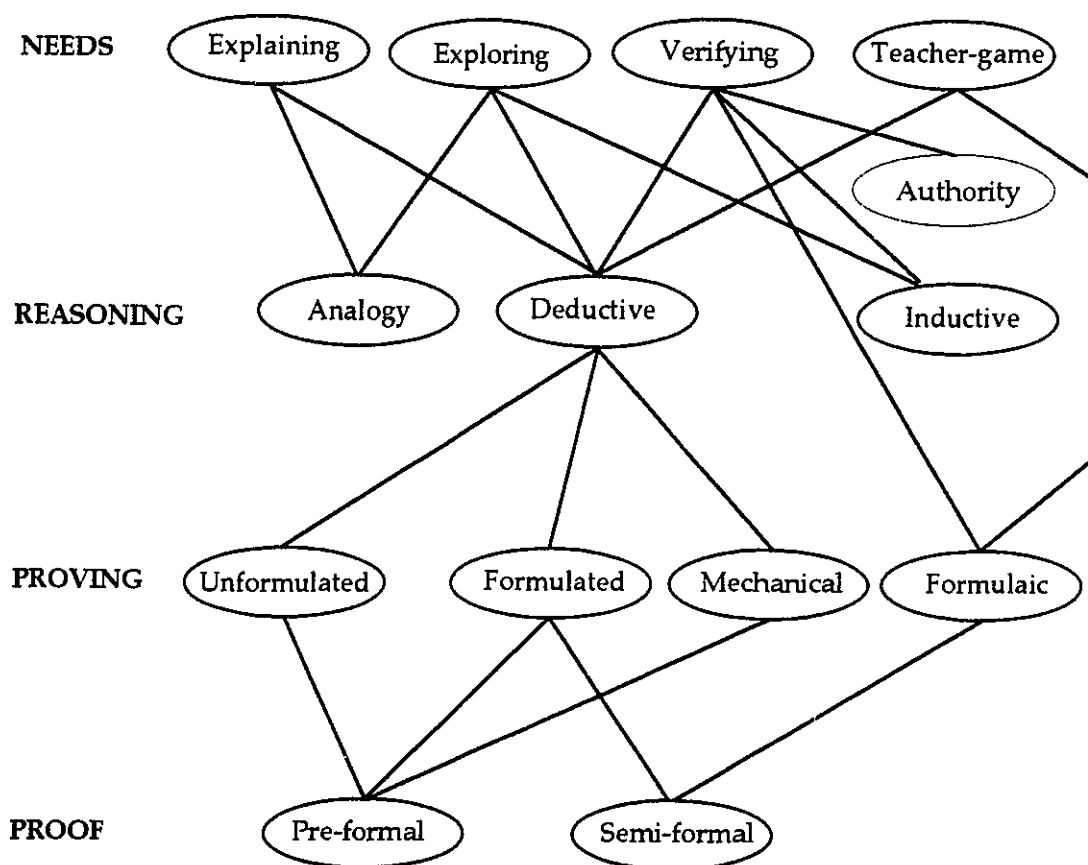 NEEDS Explaining Exploring Verifying Teacher-game
Authority
REASONING Analogy Deductive Inductive
PROVING Unformulated Formulated Mechanical Formulaic
PROOF Pre-formal Semi-formal